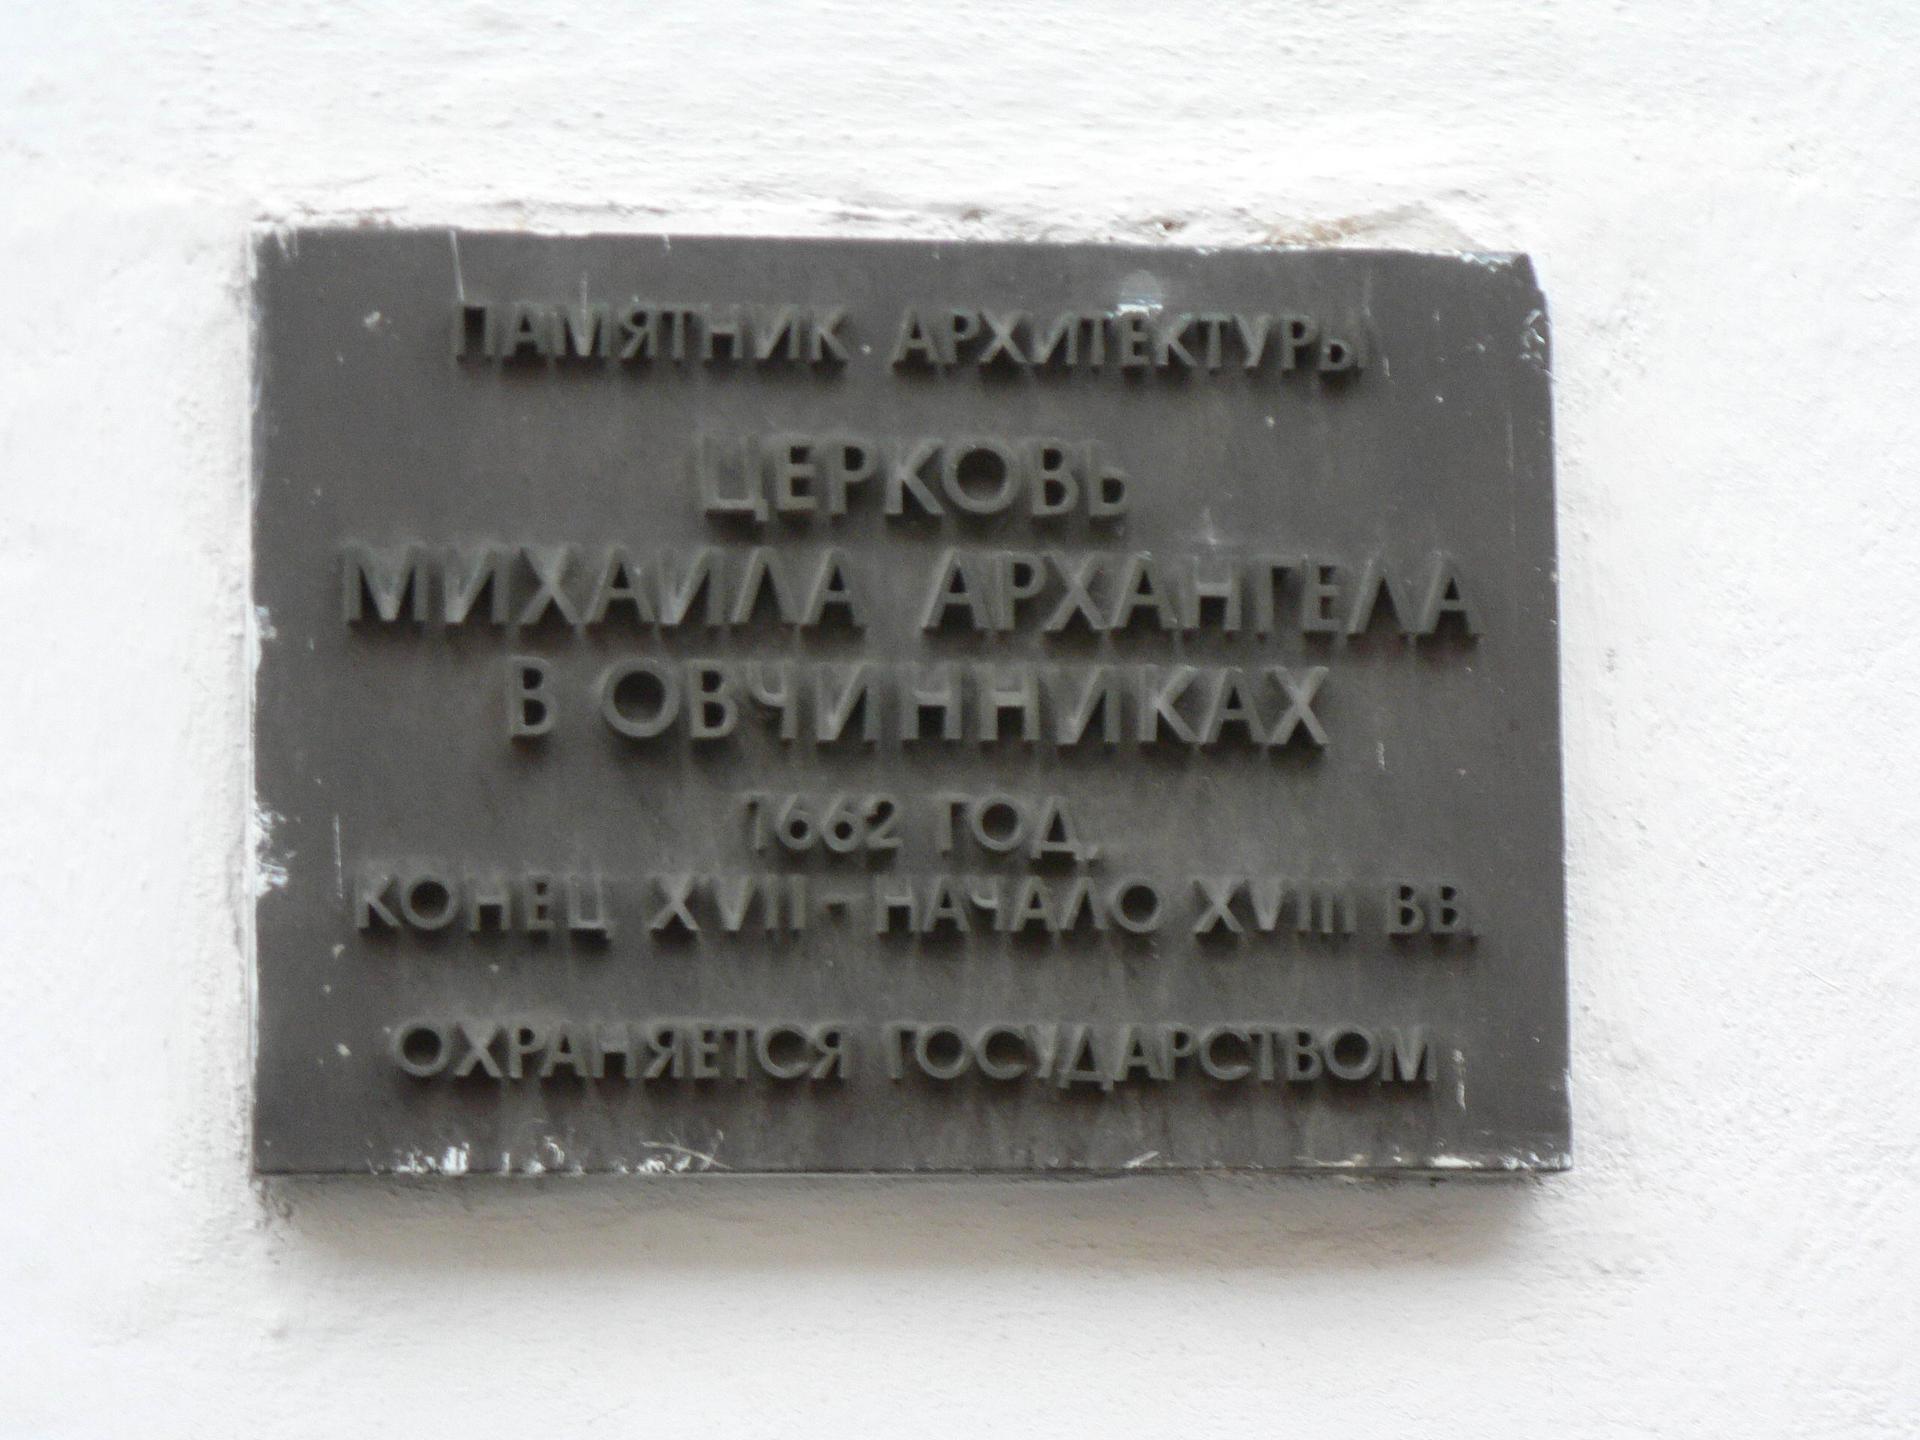 ПАМЯТНИК АРХИТЕКТУРЫ
ЦЕРКОВЬ
МИХАИЛА АРХАНГЕЛА
В ОВЧИННИКАХ
1662 ГОД,
КОНЕЦ XVII - НАЧАЛО XVIII ВВ.
ОХРАНЯЕТСЯ ГОСУДАРСТВОМ